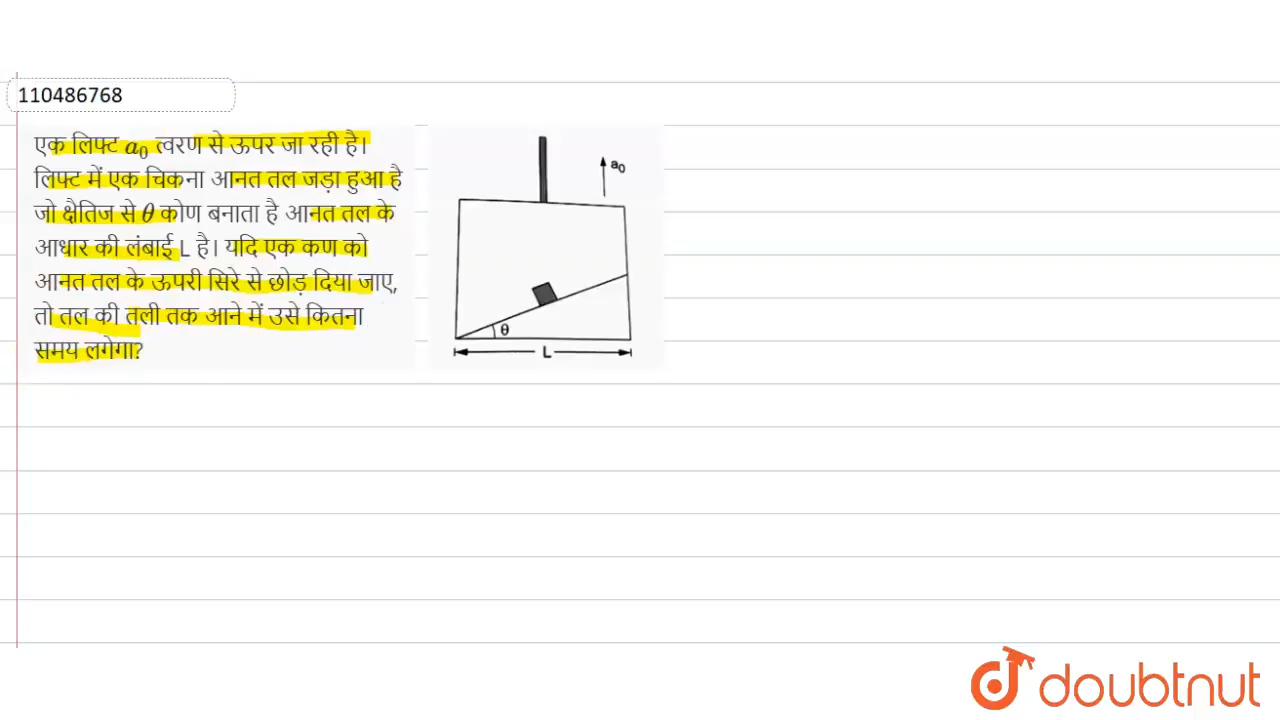 110486768
एक लिफ्ट a₀ त्वरण से ऊपर जा रही है।
लिफ्ट में एक चिकना आनत तल जड़ा हुआ है
जो क्षैतिज से θ कोण बनाता है आनत तल के
आधार की लंबाई L है। यदि एक कण को
आनत तल के ऊपरी सिरे से छोड़ दिया जाए,
तो तल की तली तक आने में उसे कितना
समय लगेगा?
a₀
θ
L
doubtnut